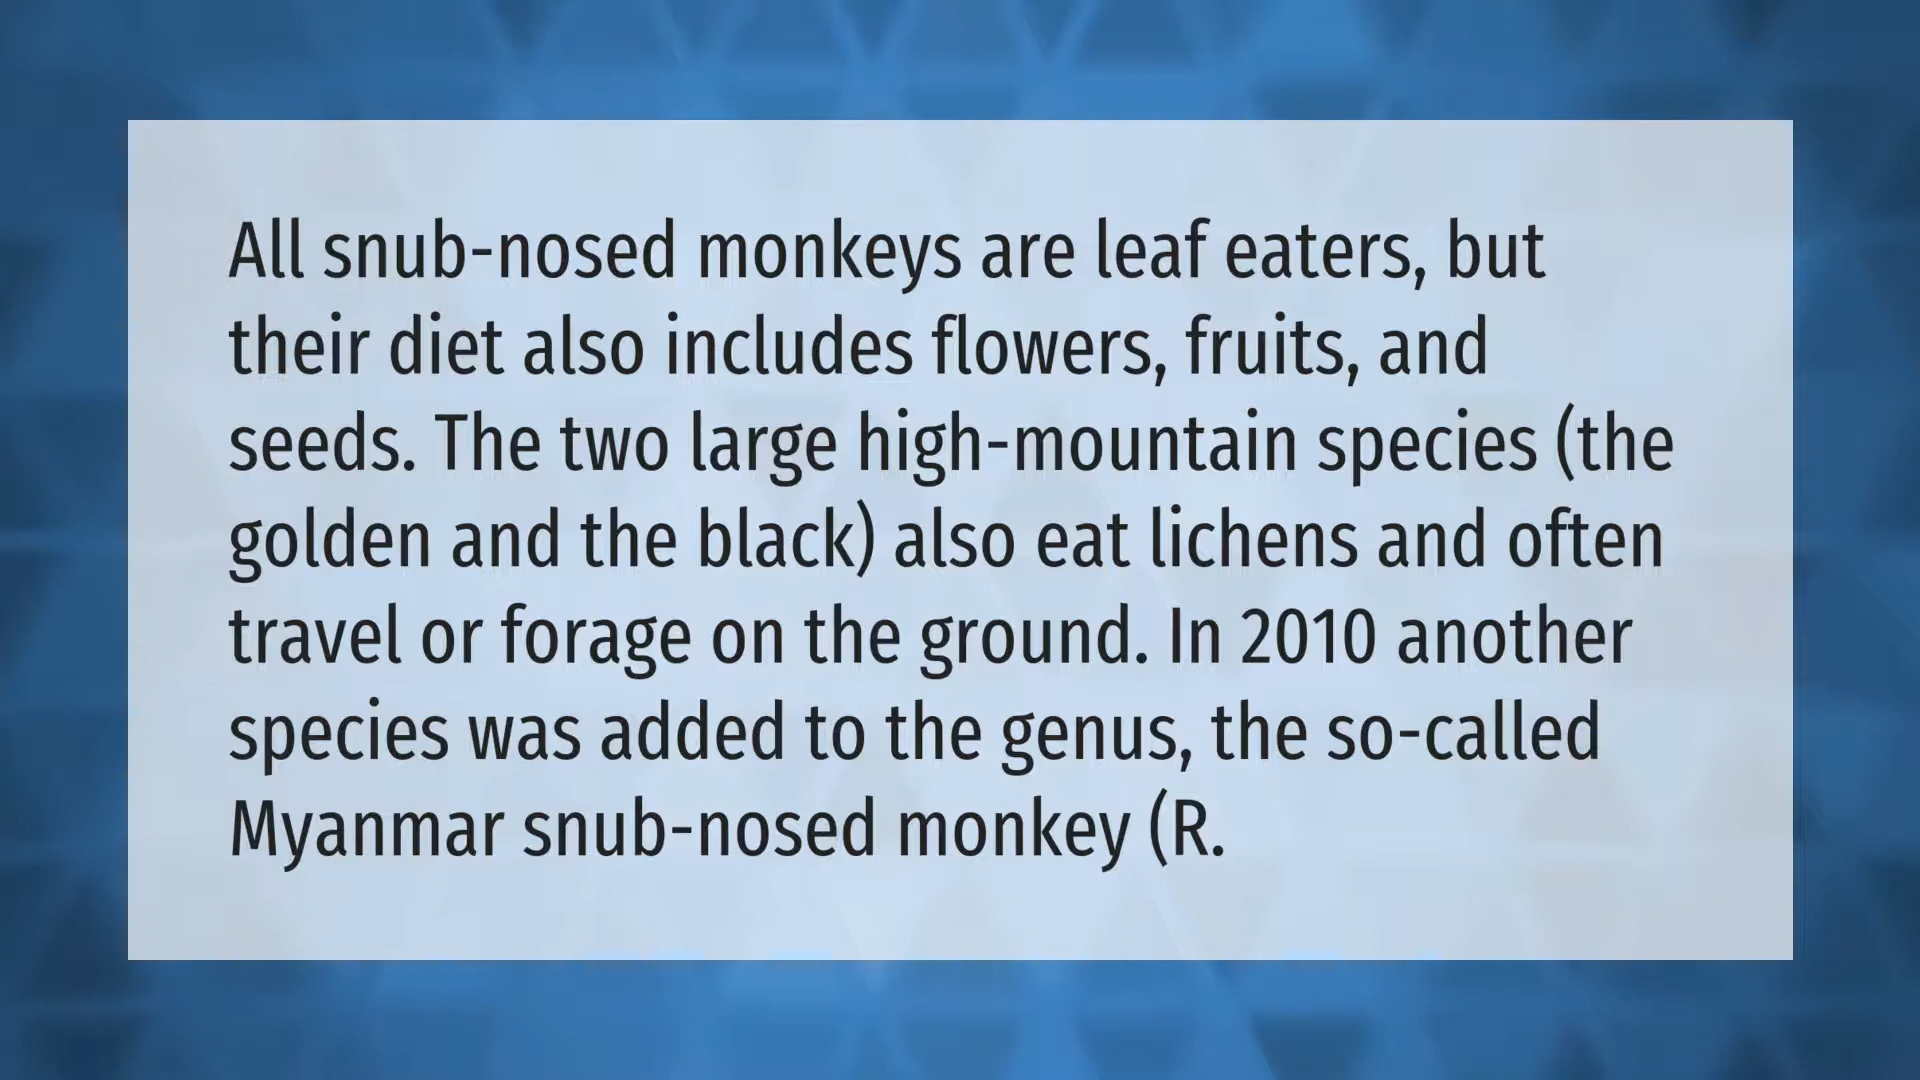 All snub-nosed monkeys are leaf eaters, but
their diet also includes flowers, fruits, and
seeds. The two large high-mountain species (the
golden and the black) also eat lichens and often
travel or forage on the ground. In 2010 another
species was added to the genus, the so-called
Myanmar snub-nosed monkey (R.